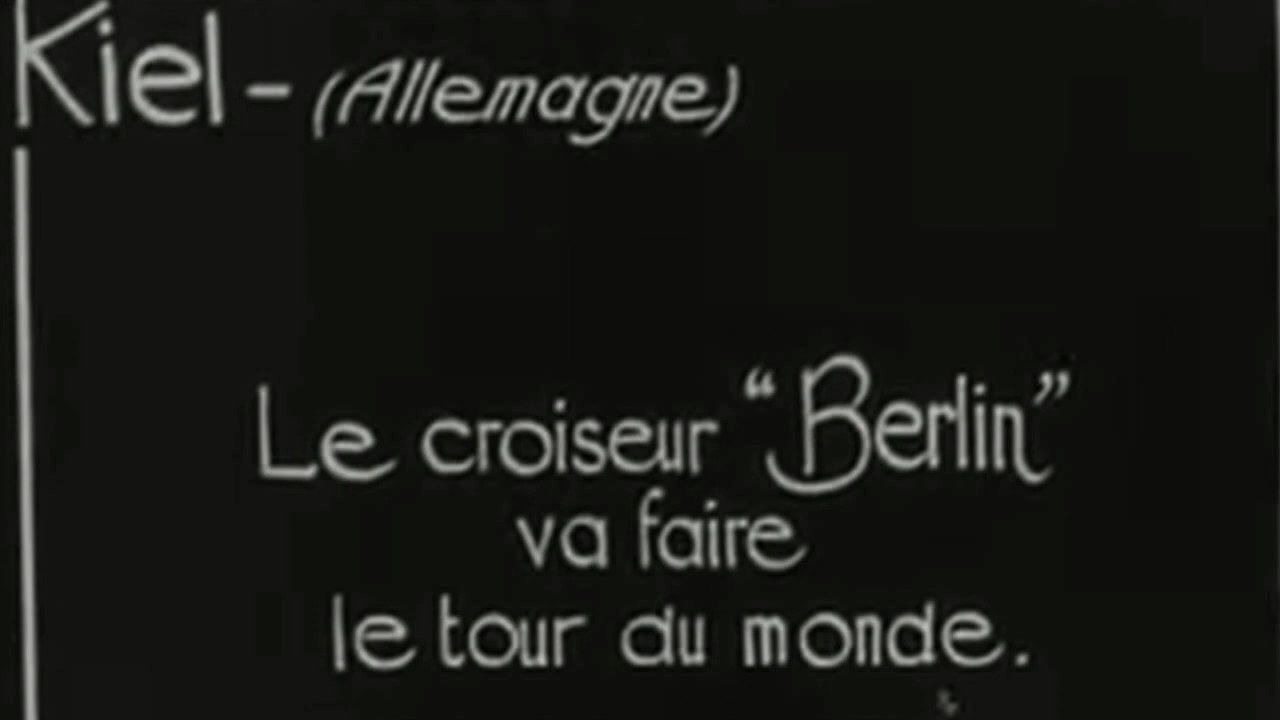 Kiel - (Allemagne)
Le croiseur “Berlin”
va faire
le tour du monde.